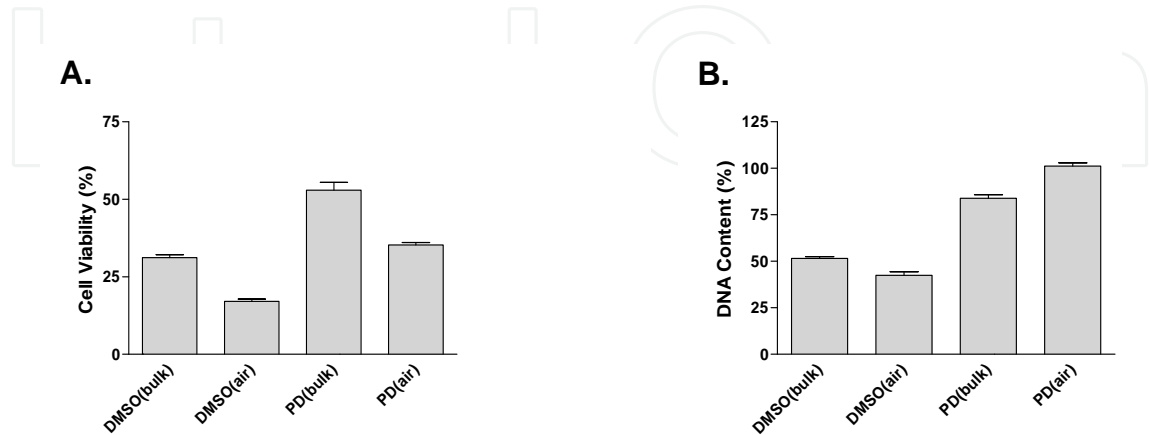 A.
75
50
25
0
Cell Viability (%)
DMSO(bulk)
DMSO(air)
PD(bulk)
PD(air)
B.
125
100
75
50
25
0
DNA Content (%)
DMSO(bulk)
DMSO(air)
PD(bulk)
PD(air)